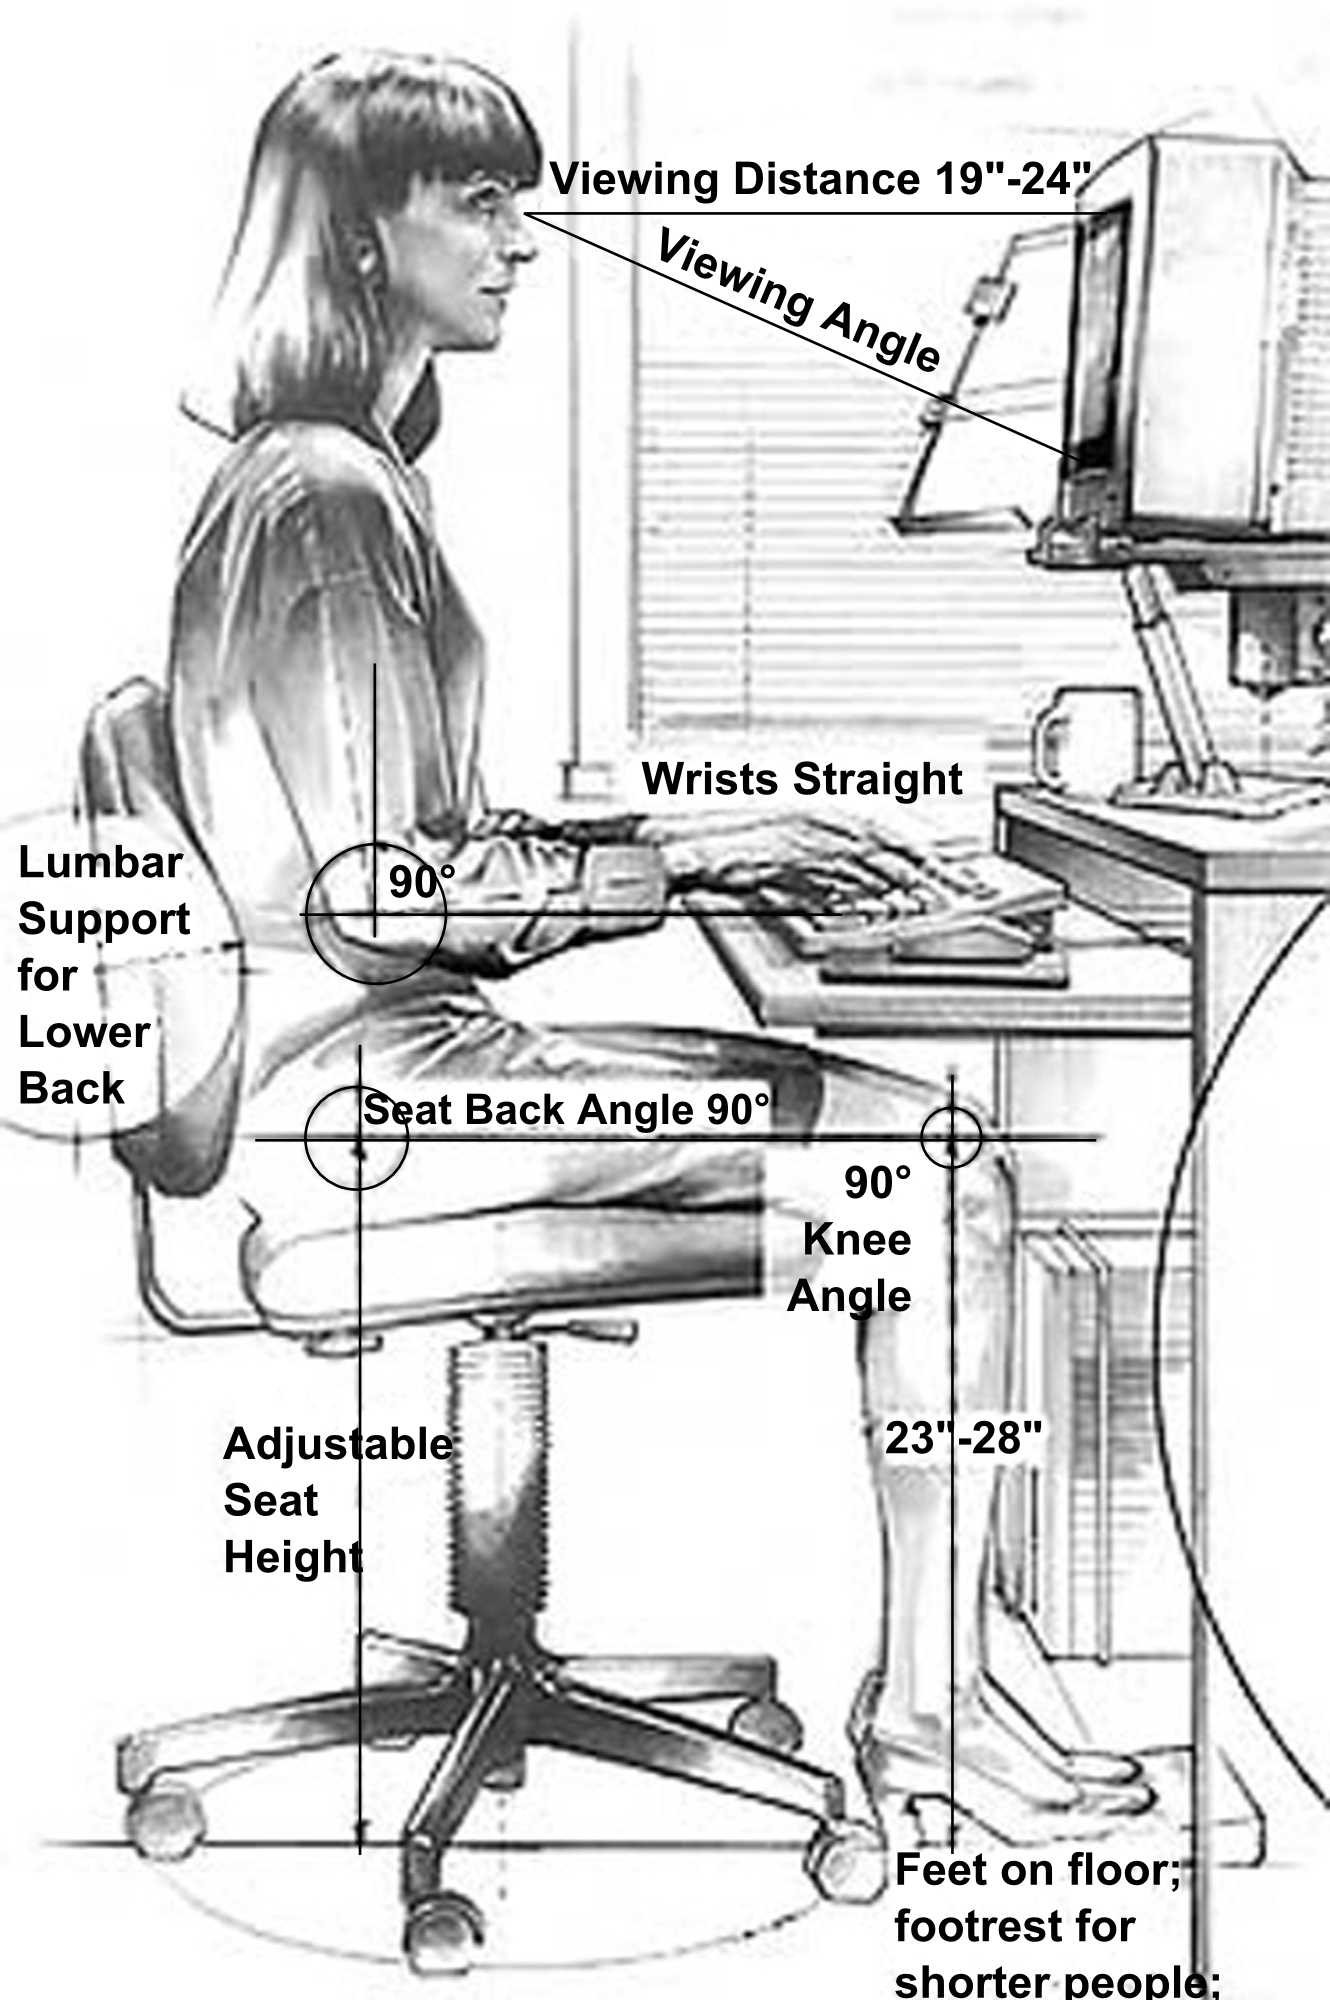 Viewing Distance 19"-24"
Viewing Angle
Wrists Straight
90°
Lumbar
Support
for
Lower
Back
Seat Back Angle 90°
90°
Knee
Angle
23"-28"
Adjustable
Seat
Height
Feet on floor;
footrest for
shorter people;